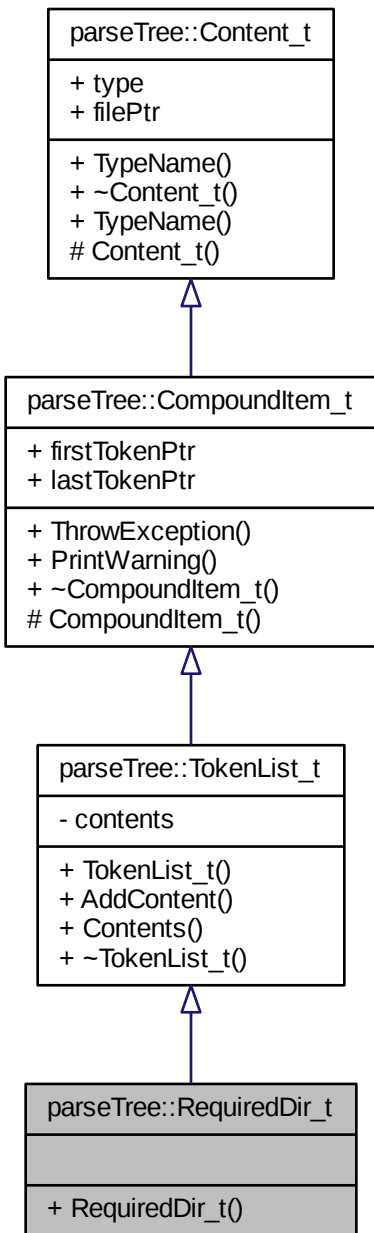 parseTree::Content_t
+ type
+ filePtr
+ TypeName()
+ ~Content_t()
+ TypeName()
# Content_t()
parseTree::CompoundItem_t
+ firstTokenPtr
+ lastTokenPtr
+ ThrowException()
+ PrintWarning()
+ ~CompoundItem_t()
# CompoundItem_t()
parseTree::TokenList_t
- contents
+ TokenList_t()
+ AddContent()
+ Contents()
+ ~TokenList_t()
parseTree::RequiredDir_t
+ RequiredDir_t()